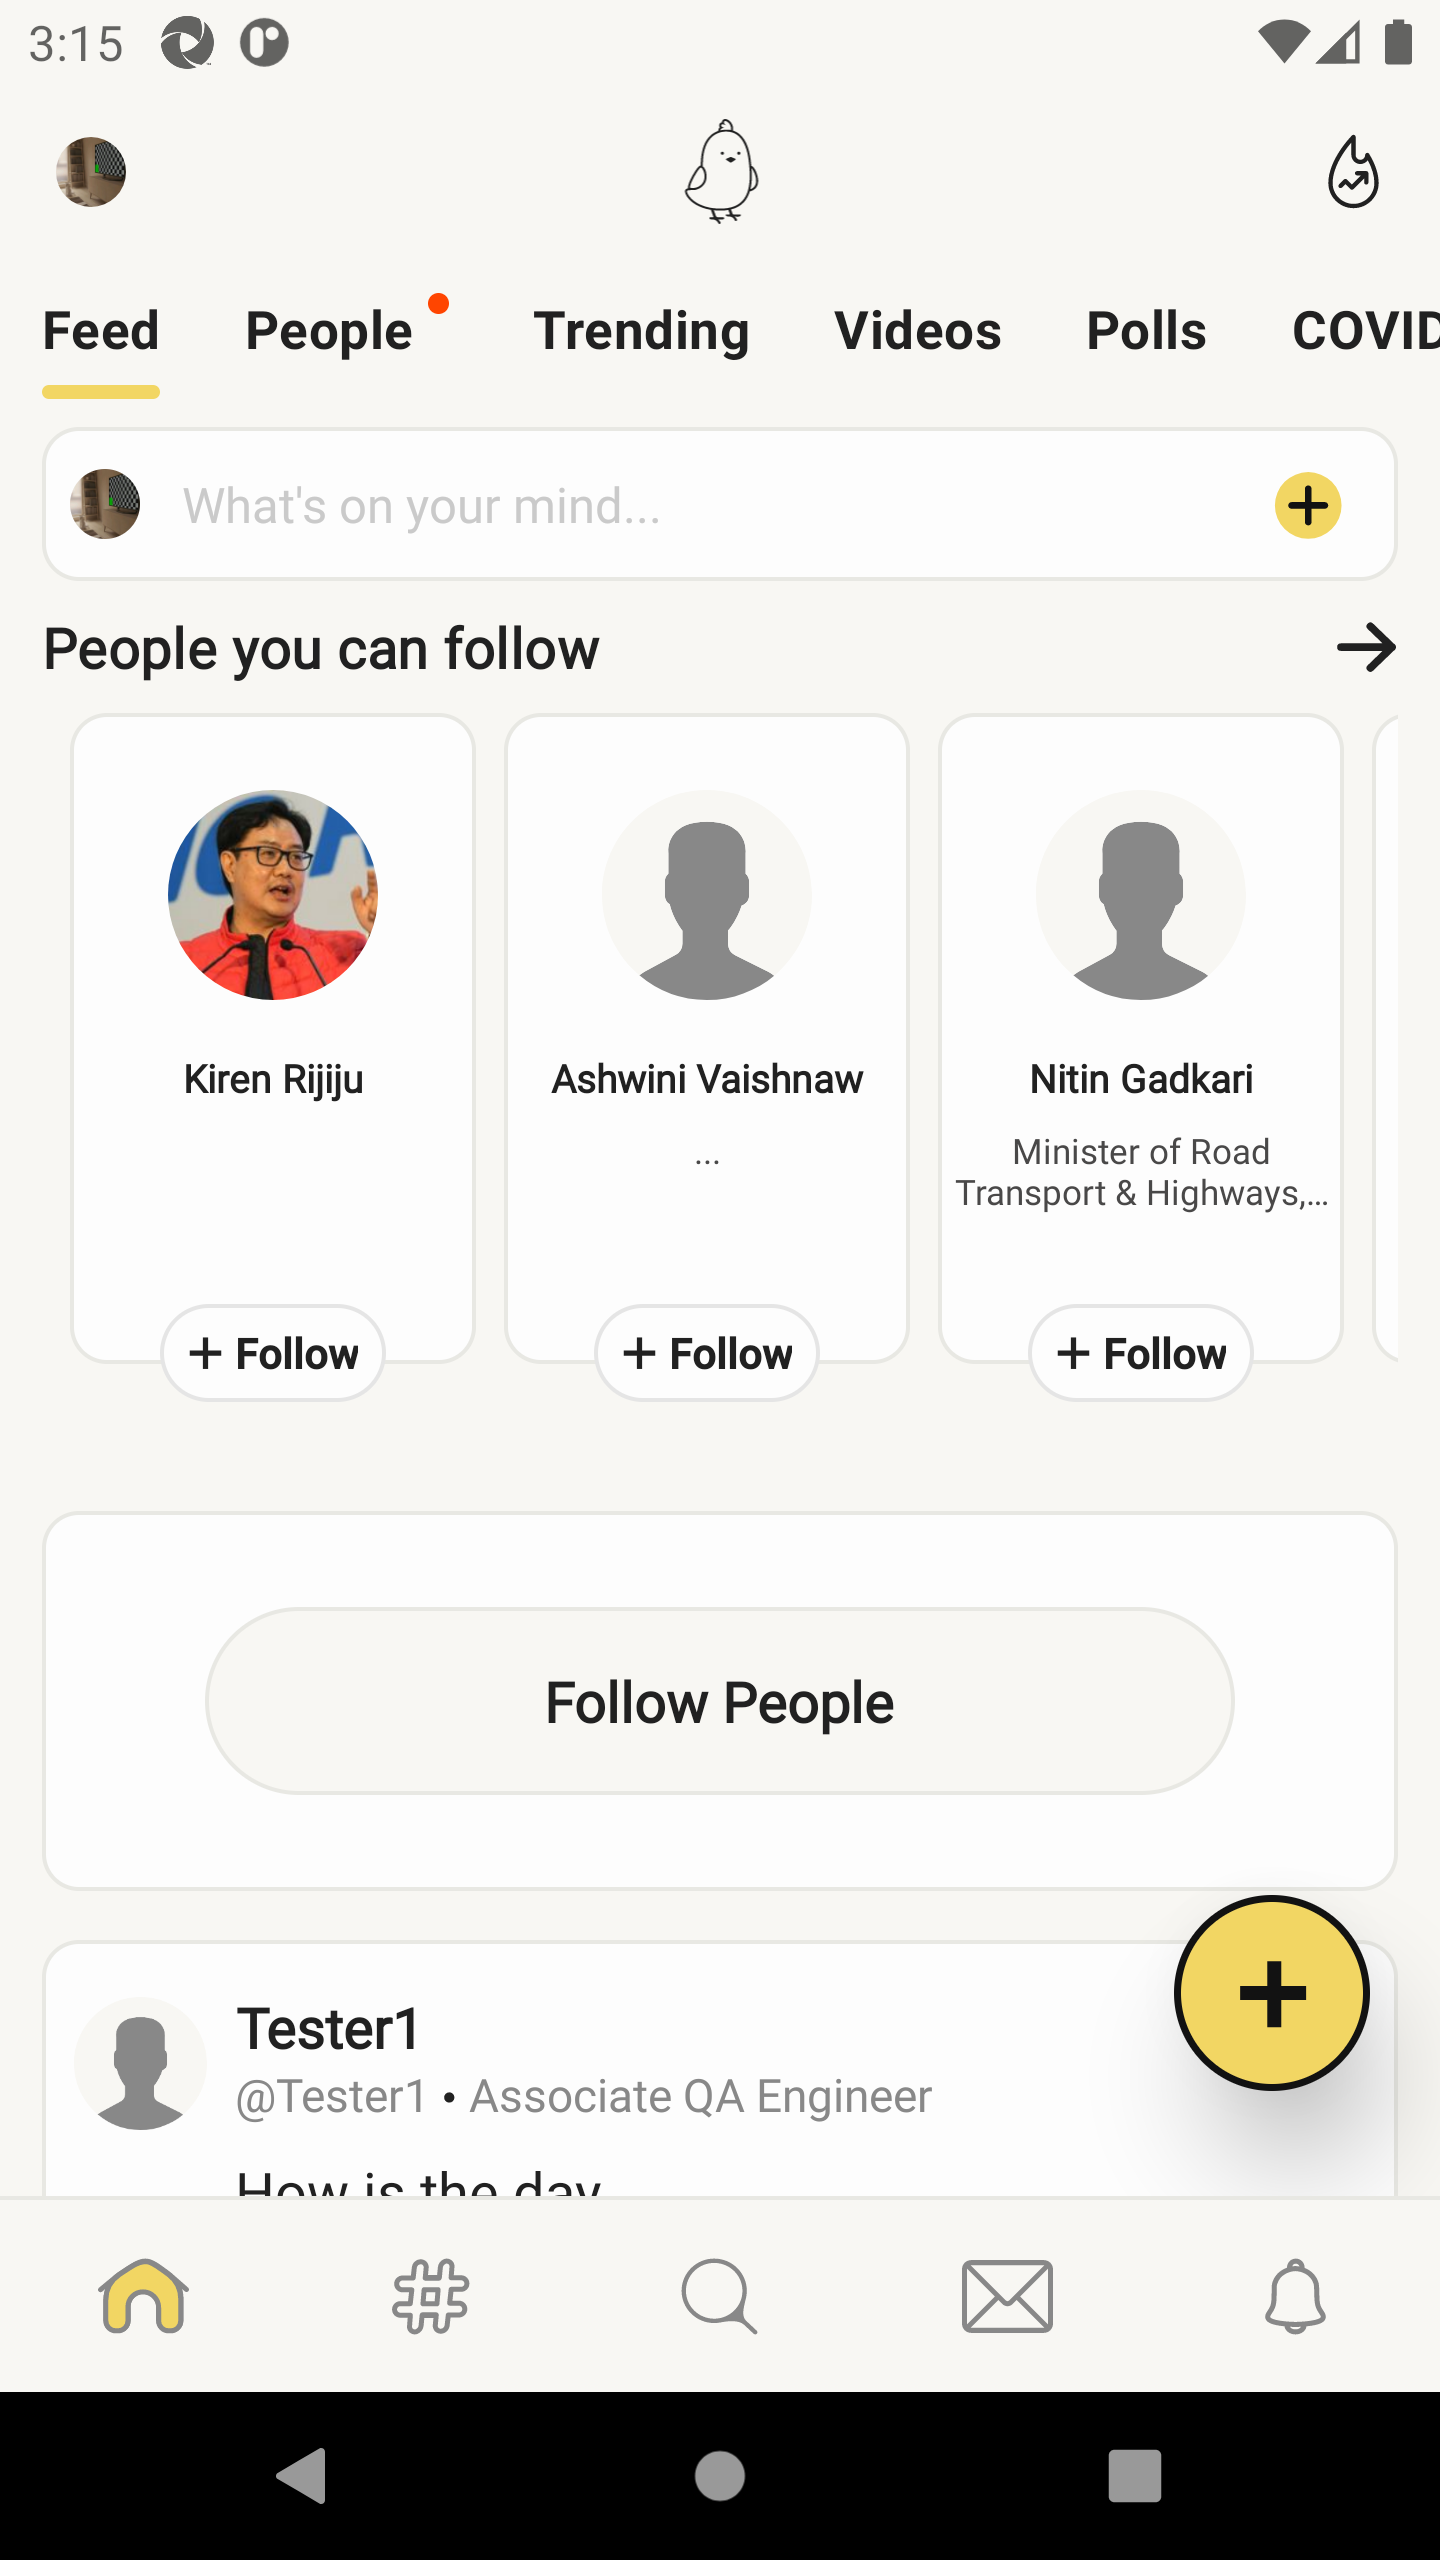 3:15
Feed People Trending Videos Polls COVID
What's on your mind...
People you can follow
Kiren Rijiju
Ashwini Vaishnaw
...
Nitin Gadkari
Minister of Road
Transport & Highways,...
+ Follow
+ Follow
+ Follow
Follow People
Tester1
@Tester1 • Associate QA Engineer
How is the day